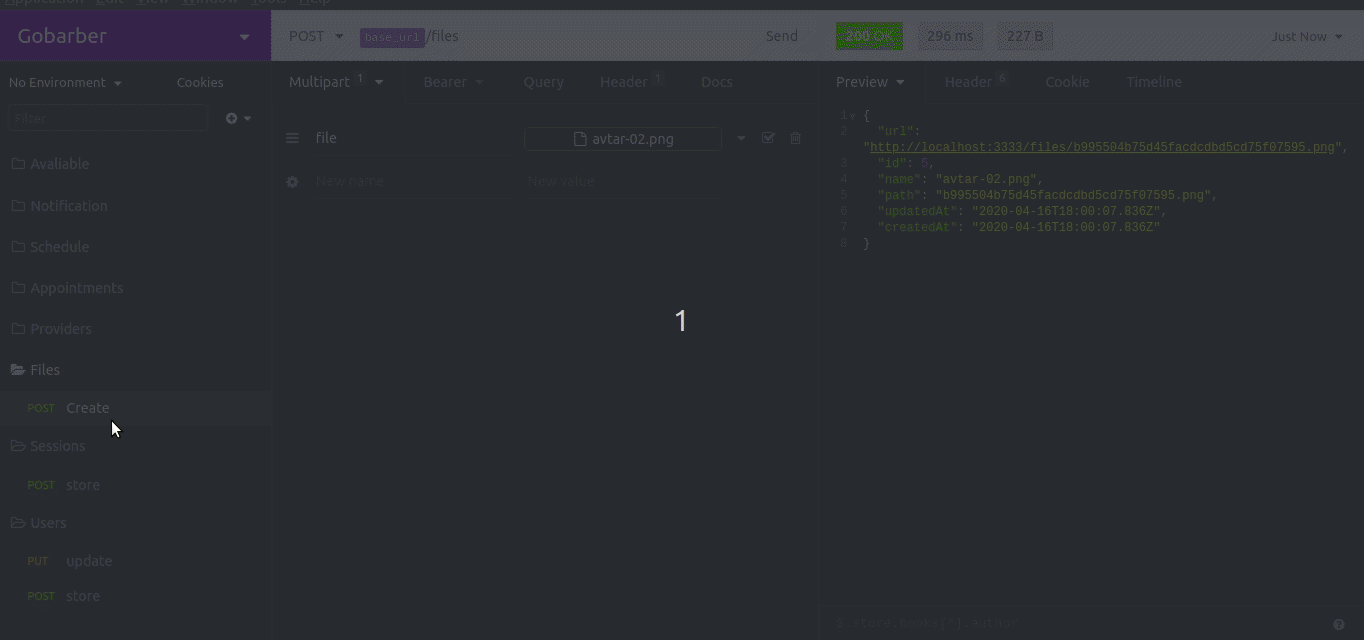 Application Edit View Window Tools Help
Gobarber
POST base_url/files Send
200 OK 296 ms 227 B Just Now
No Environment Cookies
Multipart 1 Bearer Query Header 1 Docs
Preview Header 6 Cookie Timeline
Filter
file avtar-02.png
New name New value
1 {
2 "url":
"http://localhost:3333/files/b995504b75d45facdcdbd5cd75f07595.png",
3 "id": 5,
4 "name": "avtar-02.png",
5 "path": "b995504b75d45facdcdbd5cd75f07595.png",
6 "updatedAt": "2020-04-16T18:00:07.836Z",
7 "createdAt": "2020-04-16T18:00:07.836Z"
8 }
Avaliable
Notification
Schedule
Appointments
Providers
Files
POST Create
Sessions
POST store
Users
PUT update
POST store
1
$.store.books[*].author